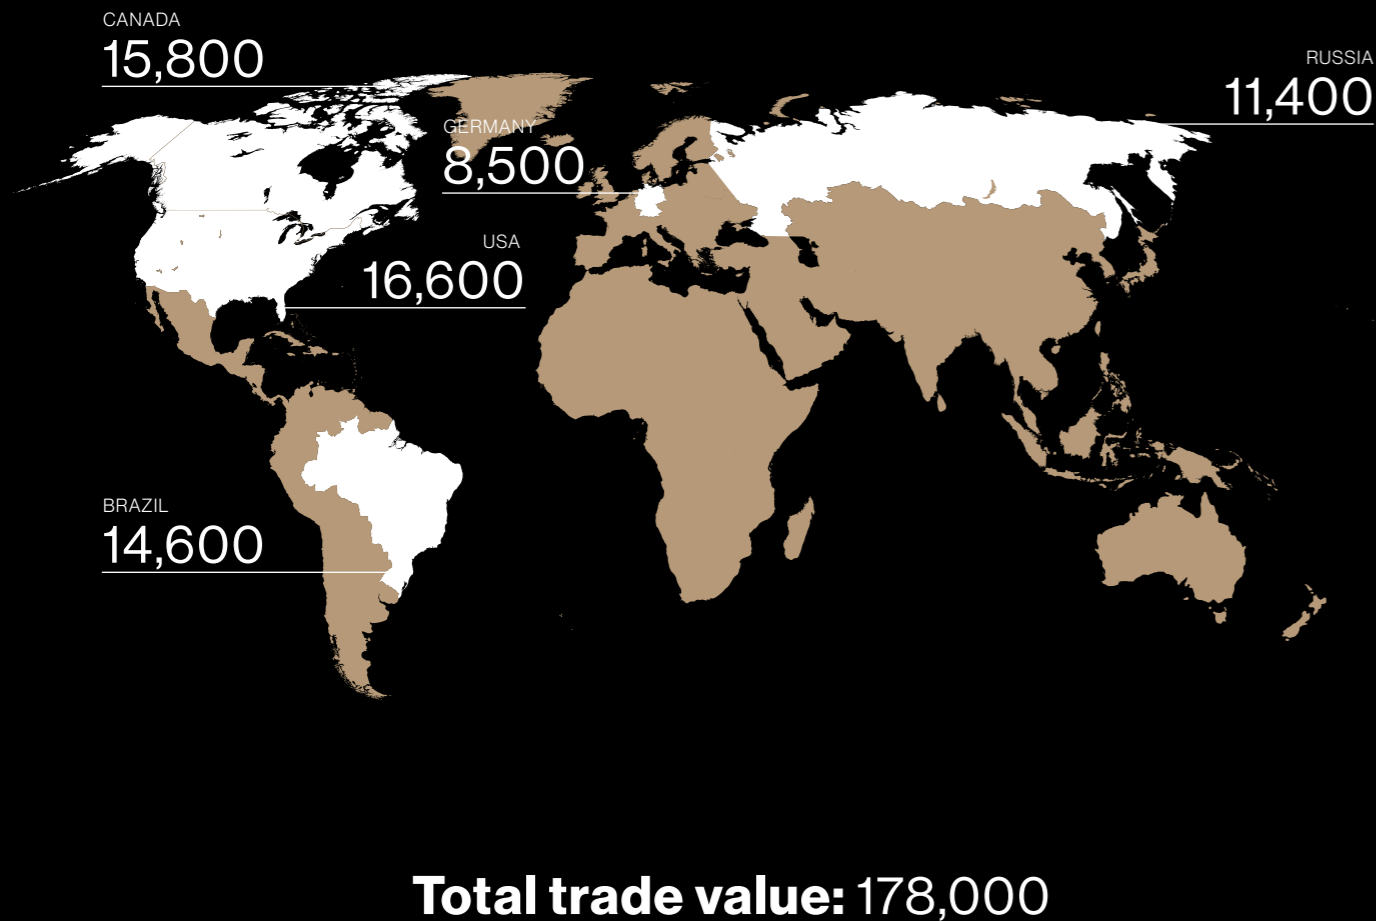 CANADA
15,800
RUSSIA
11,400
GERMANY
8,500
USA
16,600
BRAZIL
14,600
Total trade value: 178,000